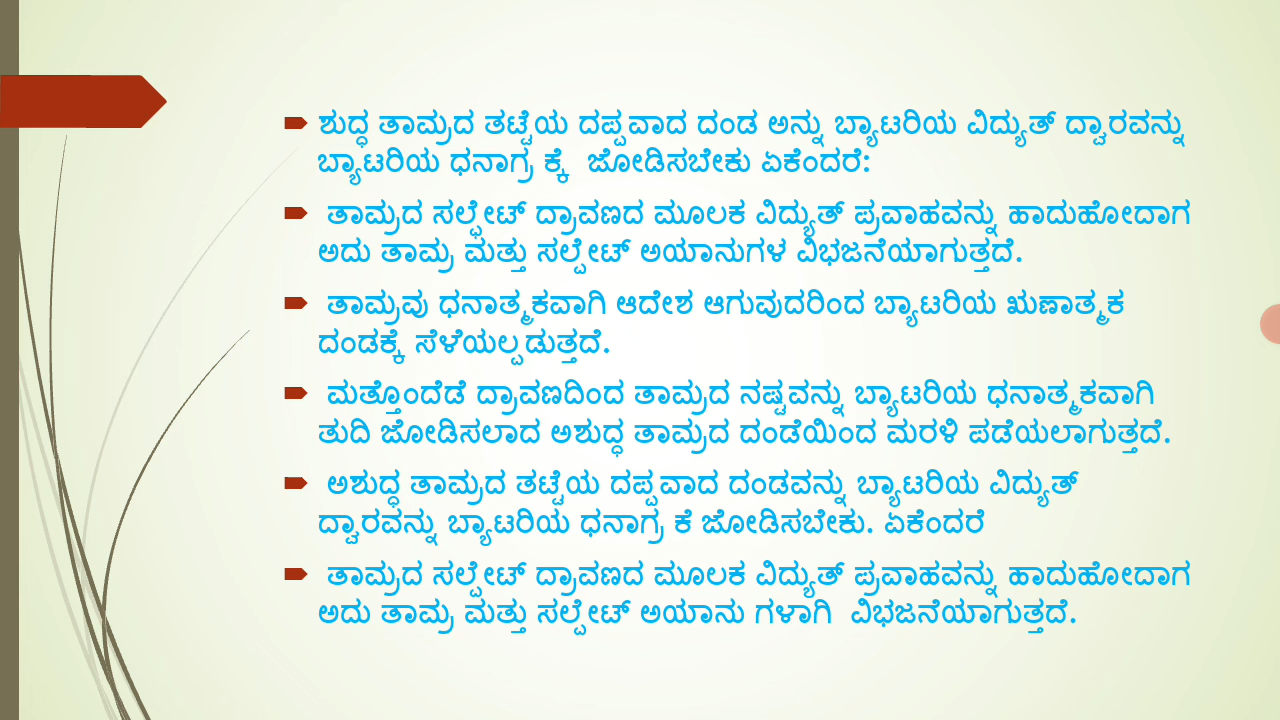 ಶುದ್ಧ ತಾಮ್ರದ ತಟ್ಟೆಯ ದಪ್ಪವಾದ ದಂಡ ಅನ್ನು ಬ್ಯಾಟರಿಯ ವಿದ್ಯುತ್ ದ್ವಾರವನ್ನು
ಬ್ಯಾಟರಿಯ ಧನಾಗ್ರ ಕ್ಕೆ ಜೋಡಿಸಬೇಕು ಏಕೆಂದರೆ:
ತಾಮ್ರದ ಸಲ್ಫೇಟ್ ದ್ರಾವಣದ ಮೂಲಕ ವಿದ್ಯುತ್ ಪ್ರವಾಹವನ್ನು ಹಾದುಹೋದಾಗ
ಅದು ತಾಮ್ರ ಮತ್ತು ಸಲ್ಪೇಟ್ ಅಯಾನುಗಳ ವಿಭಜನೆಯಾಗುತ್ತದೆ.
ತಾಮ್ರವು ಧನಾತ್ಮಕವಾಗಿ ಆದೇಶ ಆಗುವುದರಿಂದ ಬ್ಯಾಟರಿಯ ಋಣಾತ್ಮಕ
ದಂಡಕ್ಕೆ ಸೆಳೆಯಲ್ಪಡುತ್ತದೆ.
ಮತ್ತೊಂದೆಡೆ ದ್ರಾವಣದಿಂದ ತಾಮ್ರದ ನಷ್ಟವನ್ನು ಬ್ಯಾಟರಿಯ ಧನಾತ್ಮಕವಾಗಿ
ತುದಿ ಜೋಡಿಸಲಾದ ಅಶುದ್ಧ ತಾಮ್ರದ ದಂಡೆಯಿಂದ ಮರಳಿ ಪಡೆಯಲಾಗುತ್ತದೆ.
ಅಶುದ್ಧ ತಾಮ್ರದ ತಟ್ಟೆಯ ದಪ್ಪವಾದ ದಂಡವನ್ನು ಬ್ಯಾಟರಿಯ ವಿದ್ಯುತ್
ದ್ವಾರವನ್ನು ಬ್ಯಾಟರಿಯ ಧನಾಗ್ರ ಕೆ ಜೋಡಿಸಬೇಕು. ಏಕೆಂದರೆ
ತಾಮ್ರದ ಸಲ್ಪೇಟ್ ದ್ರಾವಣದ ಮೂಲಕ ವಿದ್ಯುತ್ ಪ್ರವಾಹವನ್ನು ಹಾದುಹೋದಾಗ
ಅದು ತಾಮ್ರ ಮತ್ತು ಸಲ್ಪೇಟ್ ಅಯಾನು ಗಳಾಗಿ ವಿಭಜನೆಯಾಗುತ್ತದೆ.